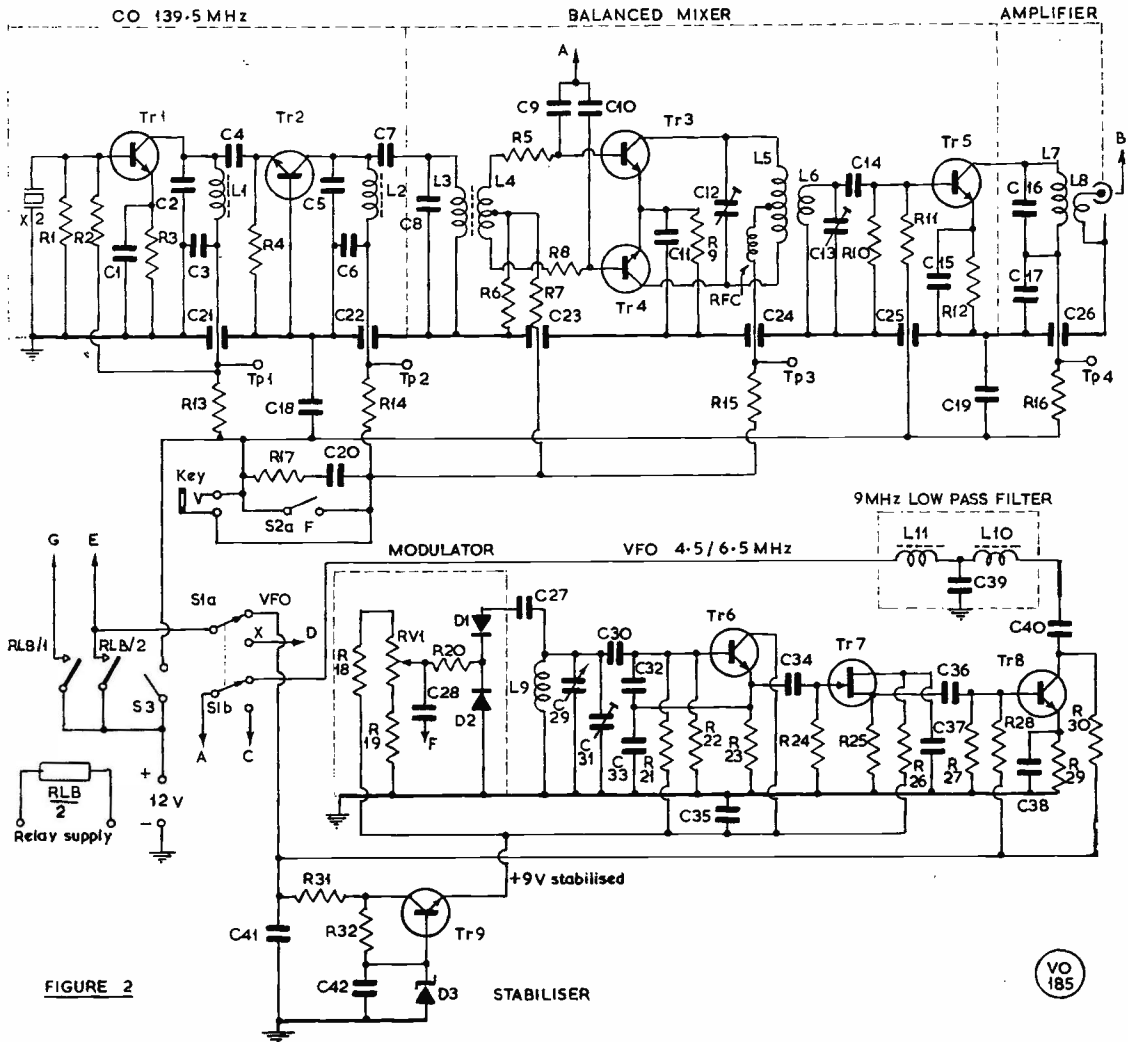 CO 139·5 MHz
BALANCED MIXER
AMPLIFIER
A
Tr1
C4
Tr2
C7
C9
C10
Tr3
R5
L5
C14
Tr5
L7
B
L8
X2
R1
R2
C2
L1
C5
L2
L3
L4
C12
L6
C16
C1
R3
C3
R4
C6
C8
R6
R8
R7
Tr4
C11
R9
RFC
C13
R10
R11
C15
R12
C17
C21
C22
C23
C24
C25
C26
Tp1
Tp2
Tp3
Tp4
R13
C18
R14
R15
C19
R16
R17
C20
Key
V
S2a F
9MHz LOW PASS FILTER
L11
L10
C39
G
E
MODULATOR
VFO 4·5/6·5 MHz
S1a
VFO
X
D
RLB/1
RLB/2
S3
S1b
A
C
R18
RV1
R19
R20
C28
F
D1
D2
C27
L9
C29
C30
C31
C32
C33
R21
R22
Tr6
R23
C34
Tr7
R24
R25
R26
C36
C37
R27
R28
Tr8
C40
R30
R29
C38
C35
+
12 V
-
RLB
2
Relay supply
+9V stabilised
R31
R32
Tr9
C41
C42
D3
STABILISER
FIGURE 2
VO
185